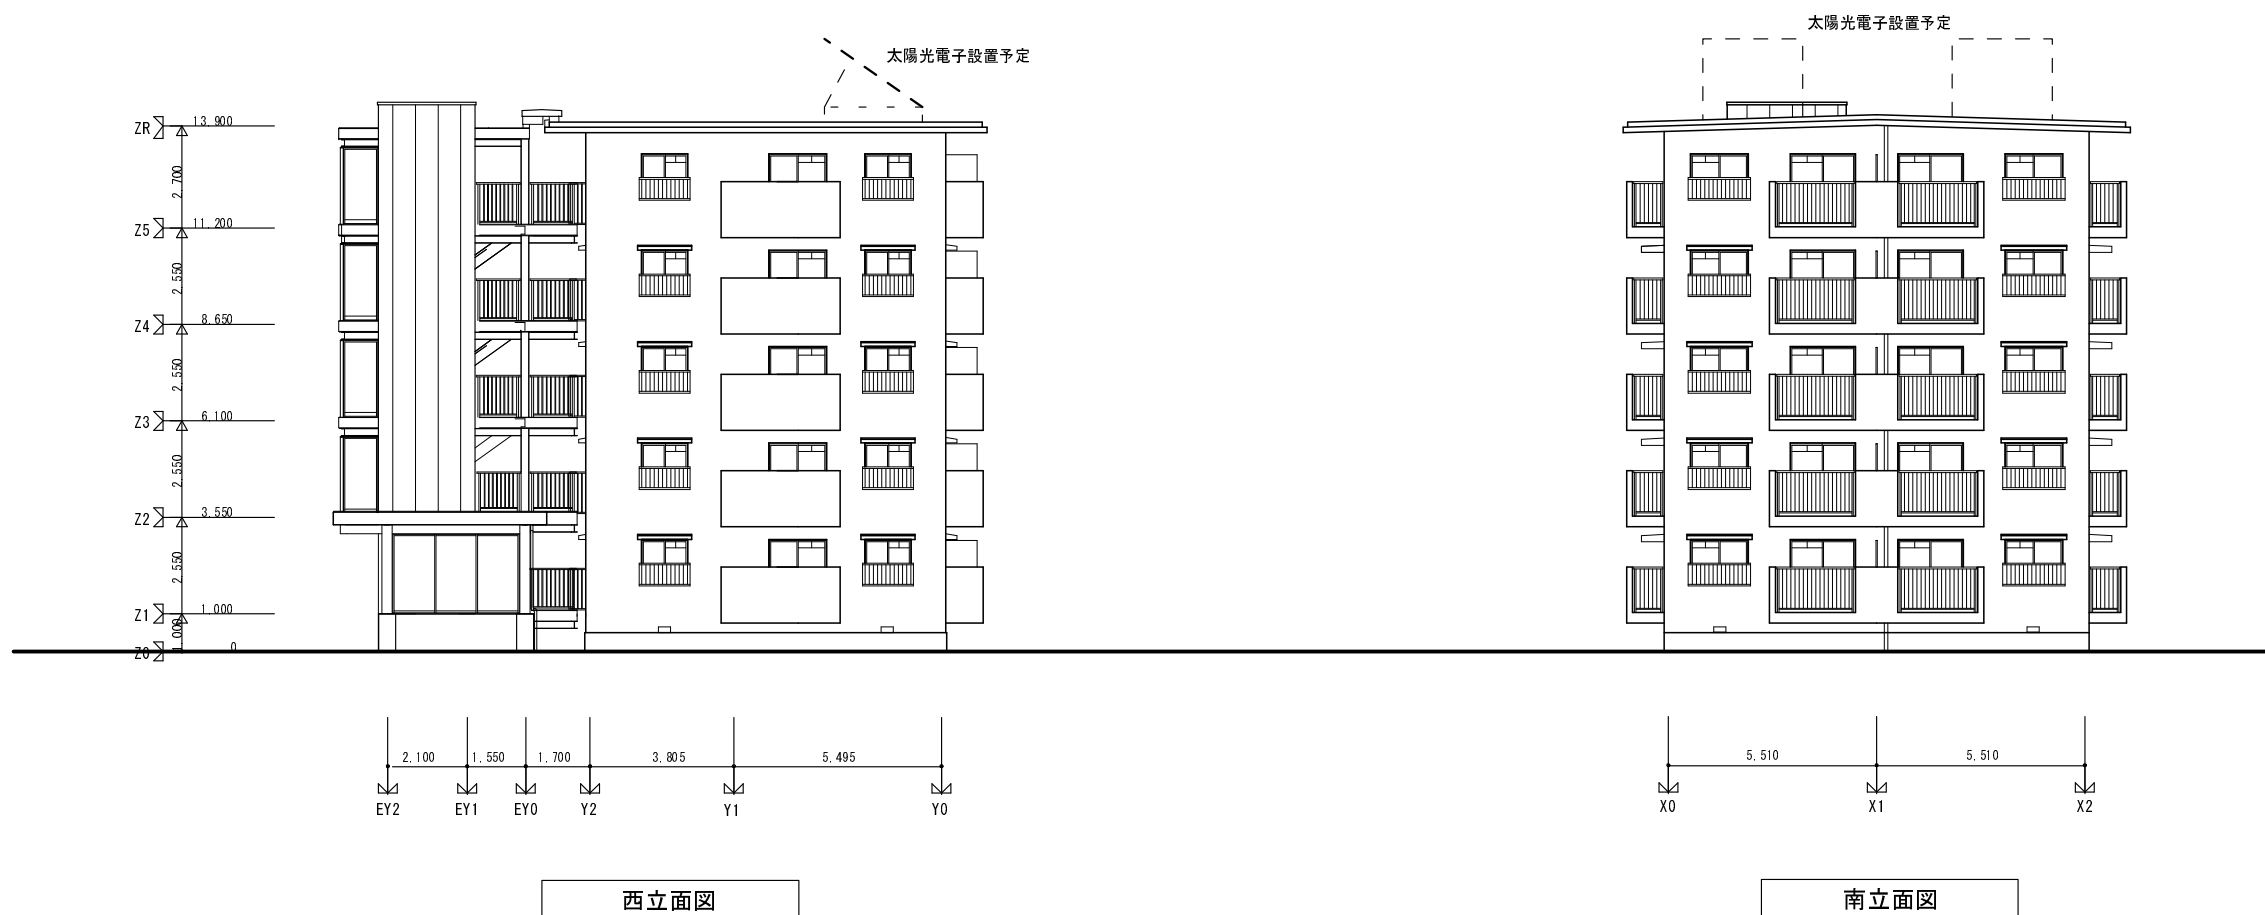 太陽光電子設置予定
太陽光電子設置予定
ZR 13,900
2,700
Z5 11,200
2,550
Z4 8,650
2,550
Z3 6,100
2,550
Z2 3,550
2,550
Z1 1,000
1,000
Z0 0
2,100 1,550 1,700 3,805 5,495
EY2 EY1 EY0 Y2 Y1 Y0
5,510 5,510
X0 X1 X2
西立面図
南立面図